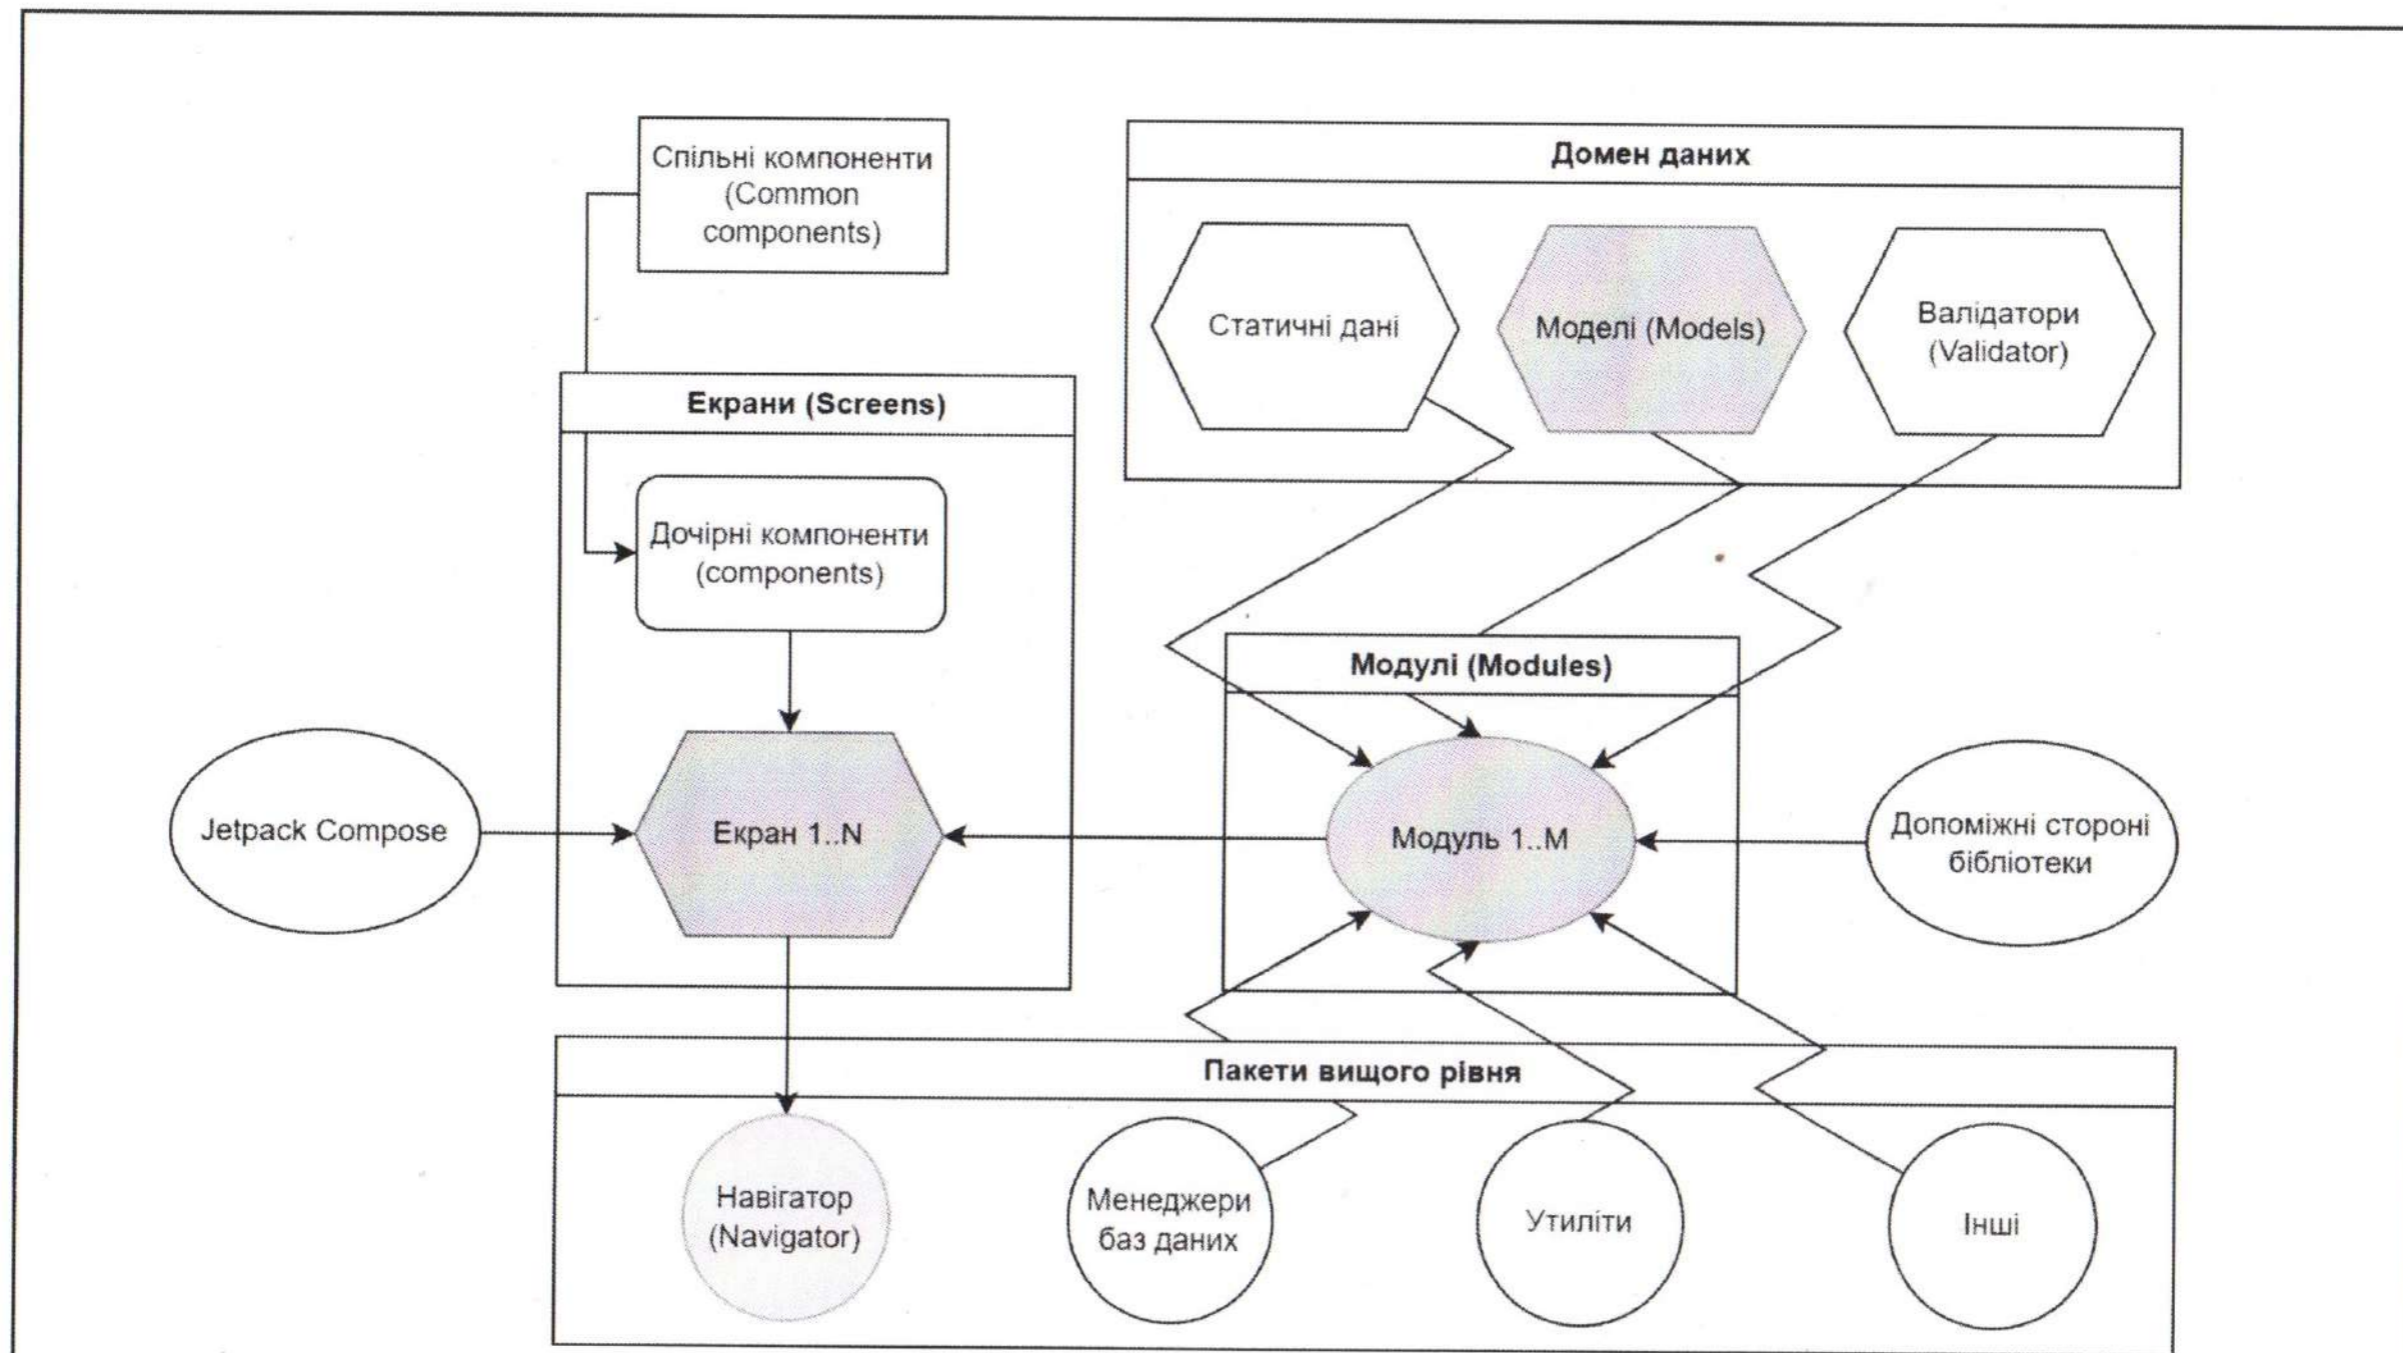 Спільні компоненти
(Common
components)
Домен даних
Статичні дані
Моделі (Models)
Валідатори
(Validator)
Екрани (Screens)
Дочірні компоненти
(components)
Модулі (Modules)
Jetpack Compose
Екран 1..N
Модуль 1..M
Допоміжні стороні
бібліотеки
Пакети вищого рівня
Навігатор
(Navigator)
Менеджери
баз даних
Утиліти
Інші